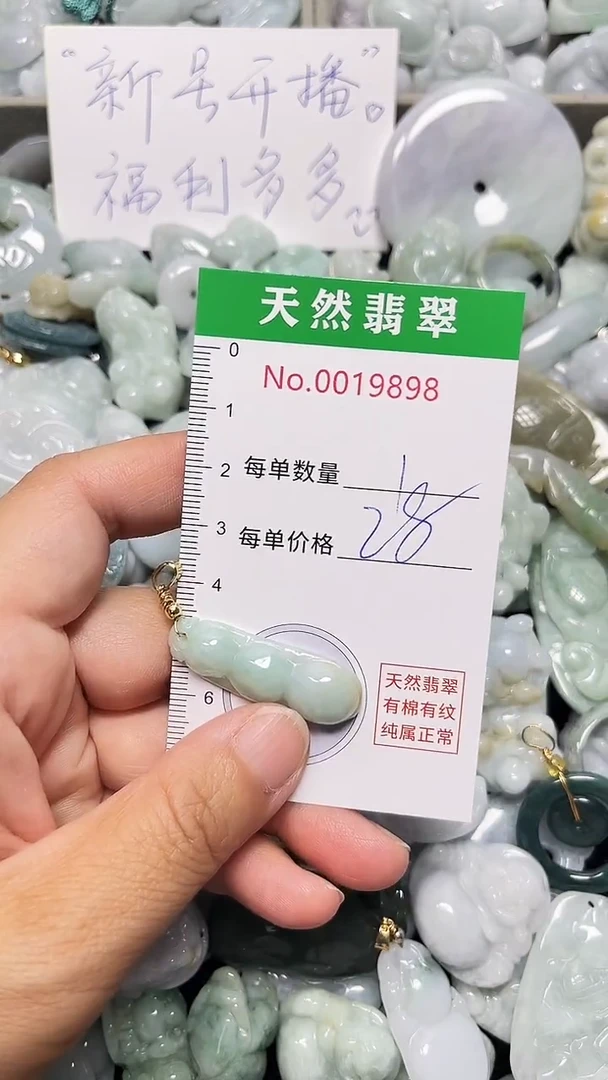 “新号开播”。
福利多多
天然翡翠
No.0019898
0
1
2
3
4
6
每单数量 1
每单价格 28
天然翡翠
有棉有纹
纯属正常